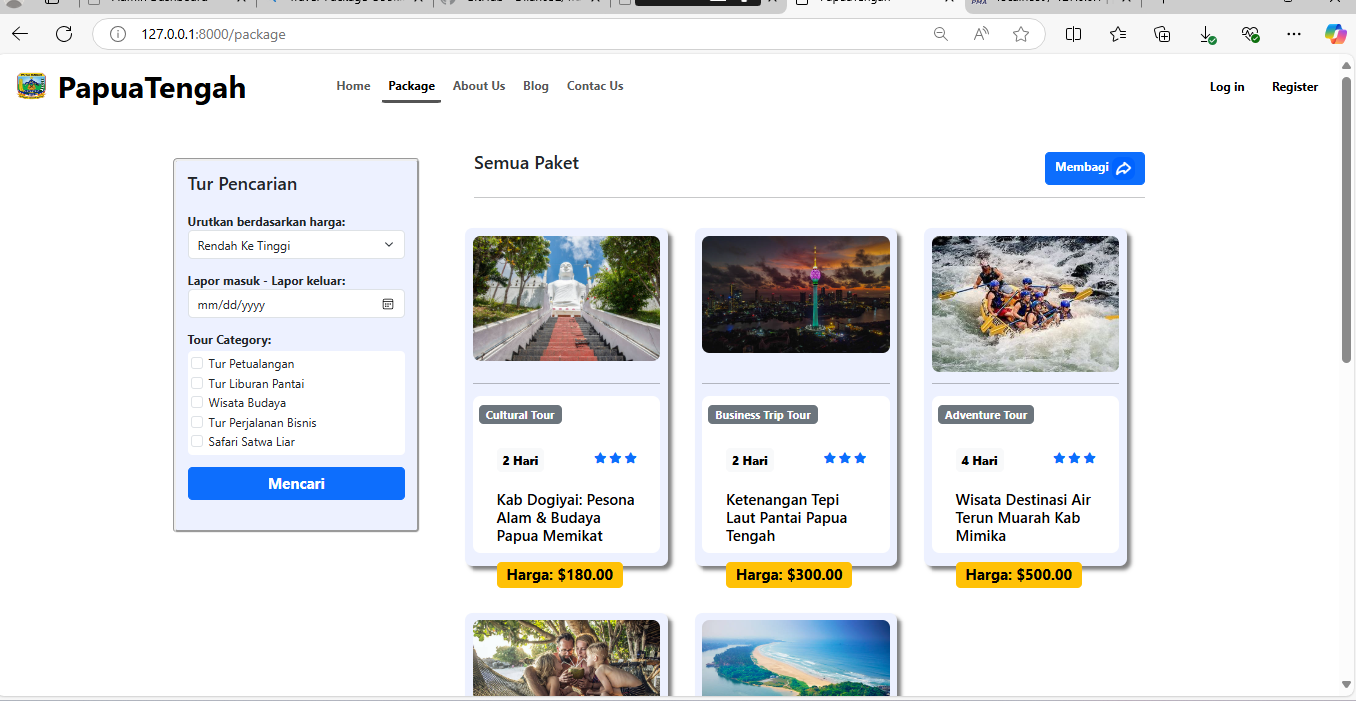 127.0.0.1:8000/package
PapuaTengah
Home Package About Us Blog Contac Us
Log in Register
Tur Pencarian
Urutkan berdasarkan harga:
Rendah Ke Tinggi
Lapor masuk - Lapor keluar:
mm/dd/yyyy
Tour Category:
Tur Petualangan
Tur Liburan Pantai
Wisata Budaya
Tur Perjalanan Bisnis
Safari Satwa Liar
Mencari
Semua Paket
Membagi
Cultural Tour
2 Hari
Kab Dogiyai: Pesona
Alam & Budaya
Papua Memikat
Harga: $180.00
Business Trip Tour
2 Hari
Ketenangan Tepi
Laut Pantai Papua
Tengah
Harga: $300.00
Adventure Tour
4 Hari
Wisata Destinasi Air
Terun Muarah Kab
Mimika
Harga: $500.00